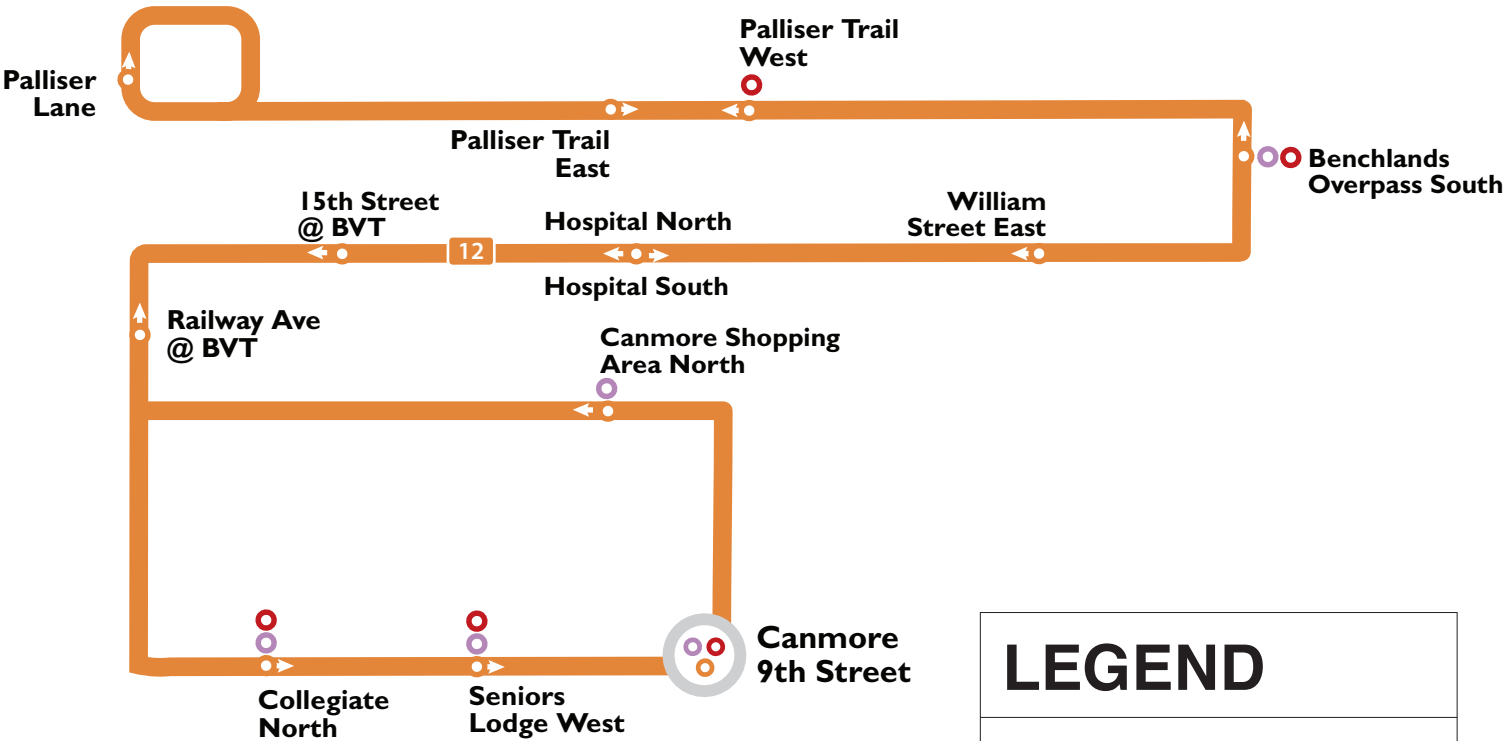 Palliser Trail
West
Palliser
Lane
Palliser Trail
East
Benchlands
Overpass South
15th Street
@ BVT
Hospital North
William
Street East
12
Hospital South
Railway Ave
@ BVT
Canmore Shopping
Area North
Canmore
9th Street
LEGEND
Collegiate
North
Seniors
Lodge West